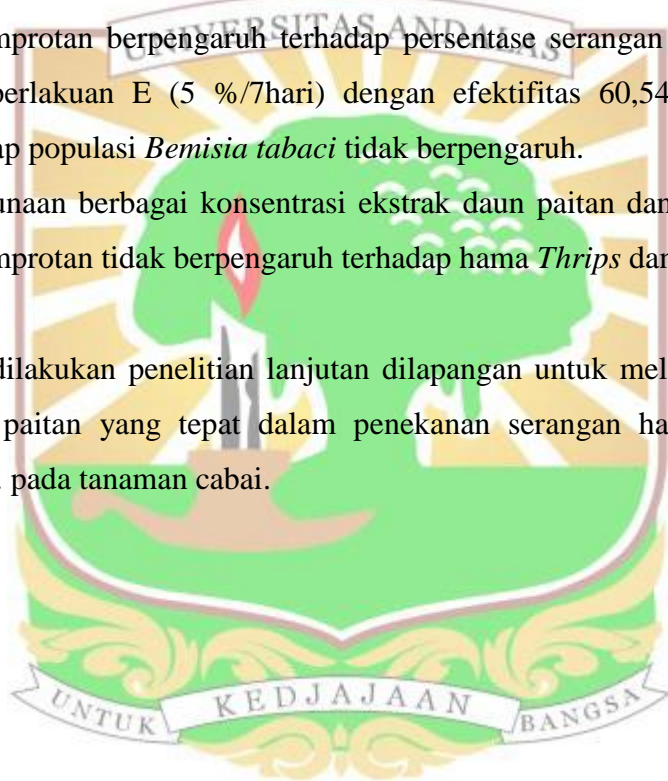 UNIVERSITAS ANDALAS
mprotan berpengaruh terhadap persentase serangan
perlakuan E (5 %/7hari) dengan efektifitas 60,54
ap populasi Bemisia tabaci tidak berpengaruh.
unaan berbagai konsentrasi ekstrak daun paitan dan
mprotan tidak berpengaruh terhadap hama Thrips dan
dilakukan penelitian lanjutan dilapangan untuk mel
paitan yang tepat dalam penekanan serangan ha
pada tanaman cabai.
UNTUK KEDJAJAAN BANGSA